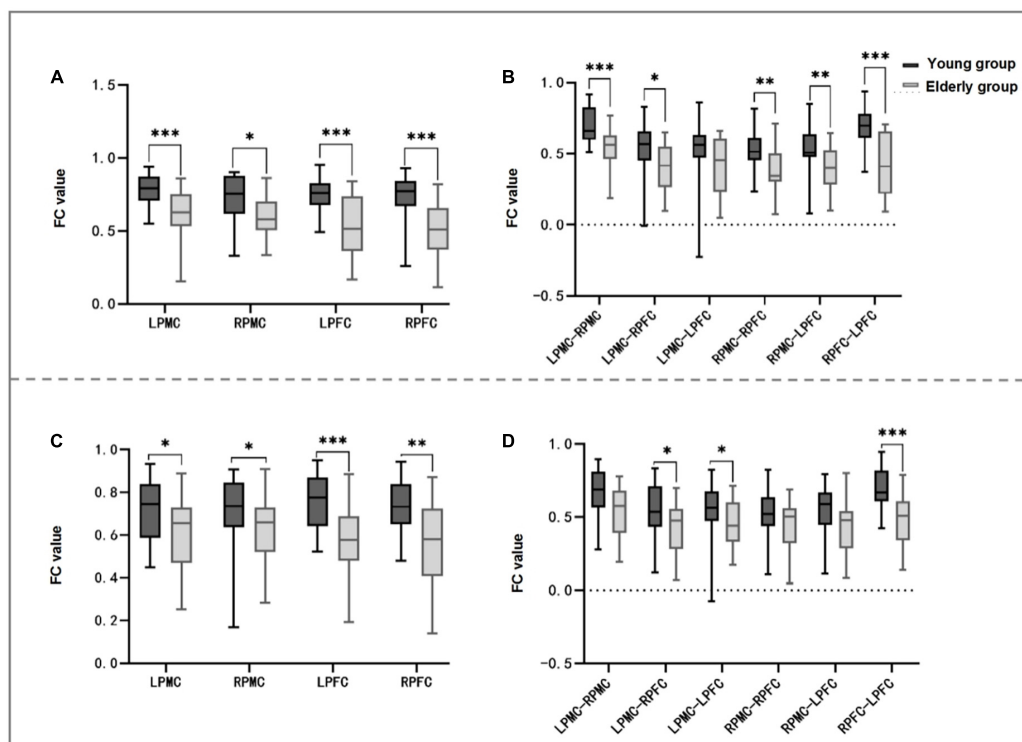 A
FC value
1.5
1.0
0.5
0.0
*** * *** ***
LPMC RPMC LPFC RPFC
B
FC value
1.0
0.5
0.0
-0.5
*** * ** ** ***
Young group
Elderly group
LPMC-RPMC LPMC-RPFC LPMC-LPFC RPMC-RPFC RPMC-LPFC RPFC-LPFC
C
FC value
1.0
0.8
0.6
0.4
0.2
0.0
* * *** **
LPMC RPMC LPFC RPFC
D
FC value
1.0
0.5
0.0
-0.5
* * ***
LPMC-RPMC LPMC-RPFC LPMC-LPFC RPMC-RPFC RPMC-LPFC RPFC-LPFC